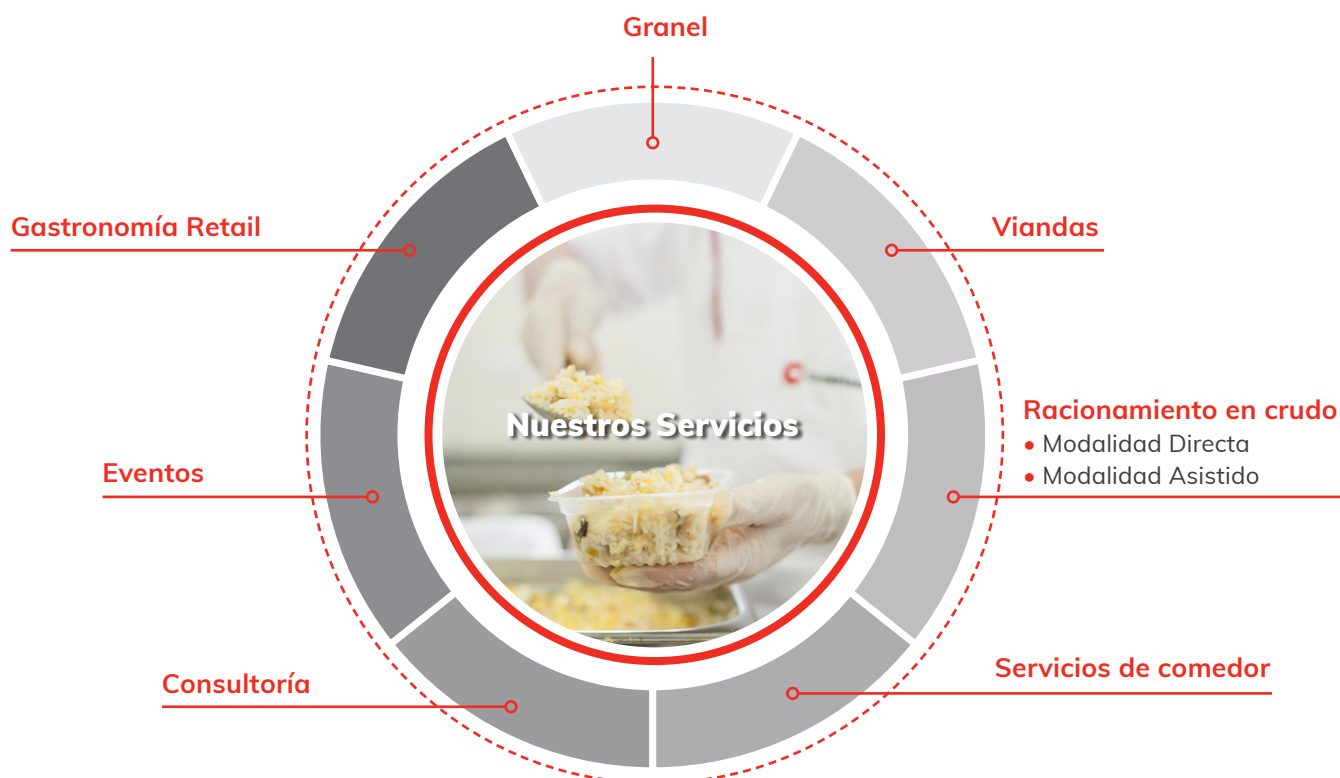 Granel
Gastronomía Retail
Viandas
Racionamiento en crudo
• Modalidad Directa
• Modalidad Asistido
Nuestros Servicios
Eventos
Servicios de comedor
Consultoría